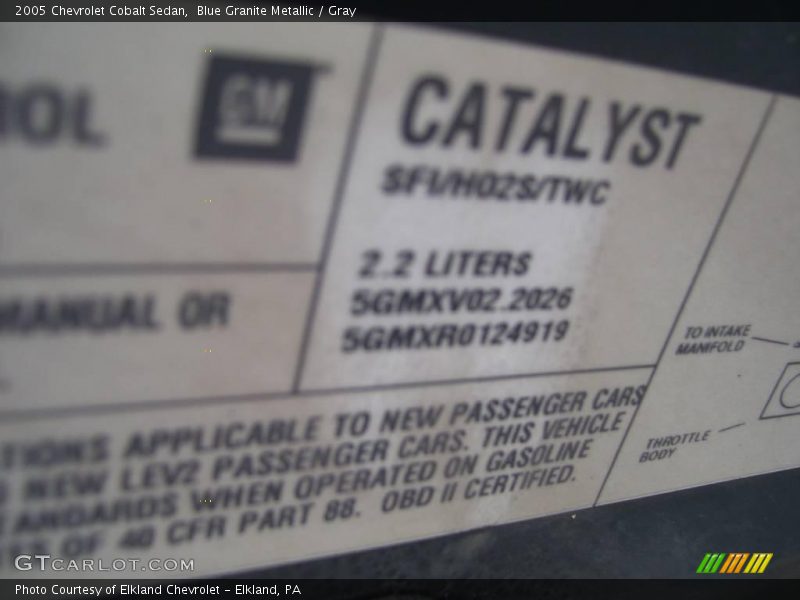 2005 Chevrolet Cobalt Sedan,  Blue Granite Metallic / Gray
GM
CATALYST
SFI/HO2S/TWC
2.2 LITERS
5GMXV02.2026
5GMXR0124919
MANUAL OR
TO INTAKE
MANIFOLD
THROTTLE
BODY
APPLICABLE TO NEW PASSENGER CARS
NEW LEV2 PASSENGER CARS. THIS VEHICLE
WHEN OPERATED ON GASOLINE
OF 40 CFR PART 88.  OBD II CERTIFIED.
GTCARLOT.COM
Photo Courtesy of Elkland Chevrolet - Elkland, PA